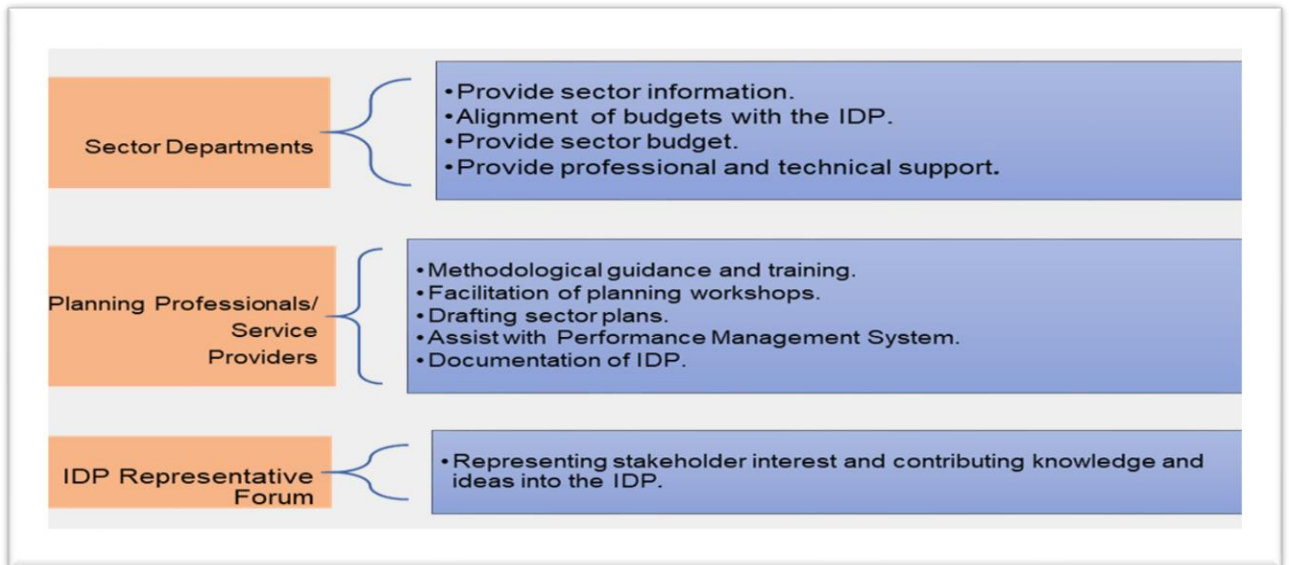 Sector Departments
•Provide sector information.
•Alignment of budgets with the IDP.
•Provide sector budget.
•Provide professional and technical support.
Planning Professionals/
Service
Providers
•Methodological guidance and training.
•Facilitation of planning workshops.
•Drafting sector plans.
•Assist with Performance Management System.
•Documentation of IDP.
IDP Representative
Forum
•Representing stakeholder interest and contributing knowledge and
ideas into the IDP.